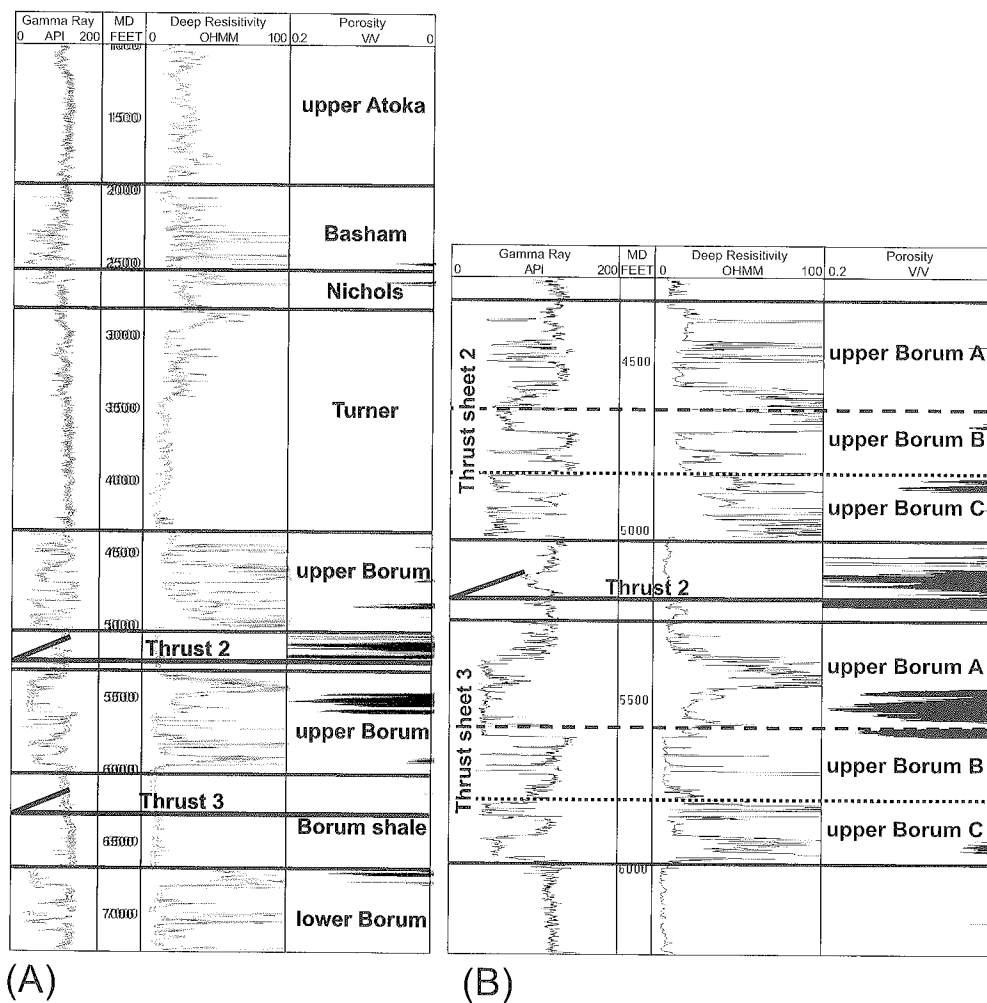 Gamma Ray MD Deep Resisitivity Porosity
0 API 200 FEET 0 OHMM 100 0.2 V/V 0
upper Atoka
1500
2000
Basham
2500
Nichols
3000
Turner
3500
4000
4500
upper Borum
5000
Thrust 2
5500
upper Borum
6000
Thrust 3
Borum shale
6500
7000
lower Borum
(A)
Gamma Ray MD Deep Resisitivity Porosity
0 API 200 FEET 0 OHMM 100 0.2 V/V
Thrust sheet 2
4500
upper Borum A
upper Borum B
upper Borum C
5000
Thrust 2
Thrust sheet 3
upper Borum A
5500
upper Borum B
upper Borum C
6000
(B)